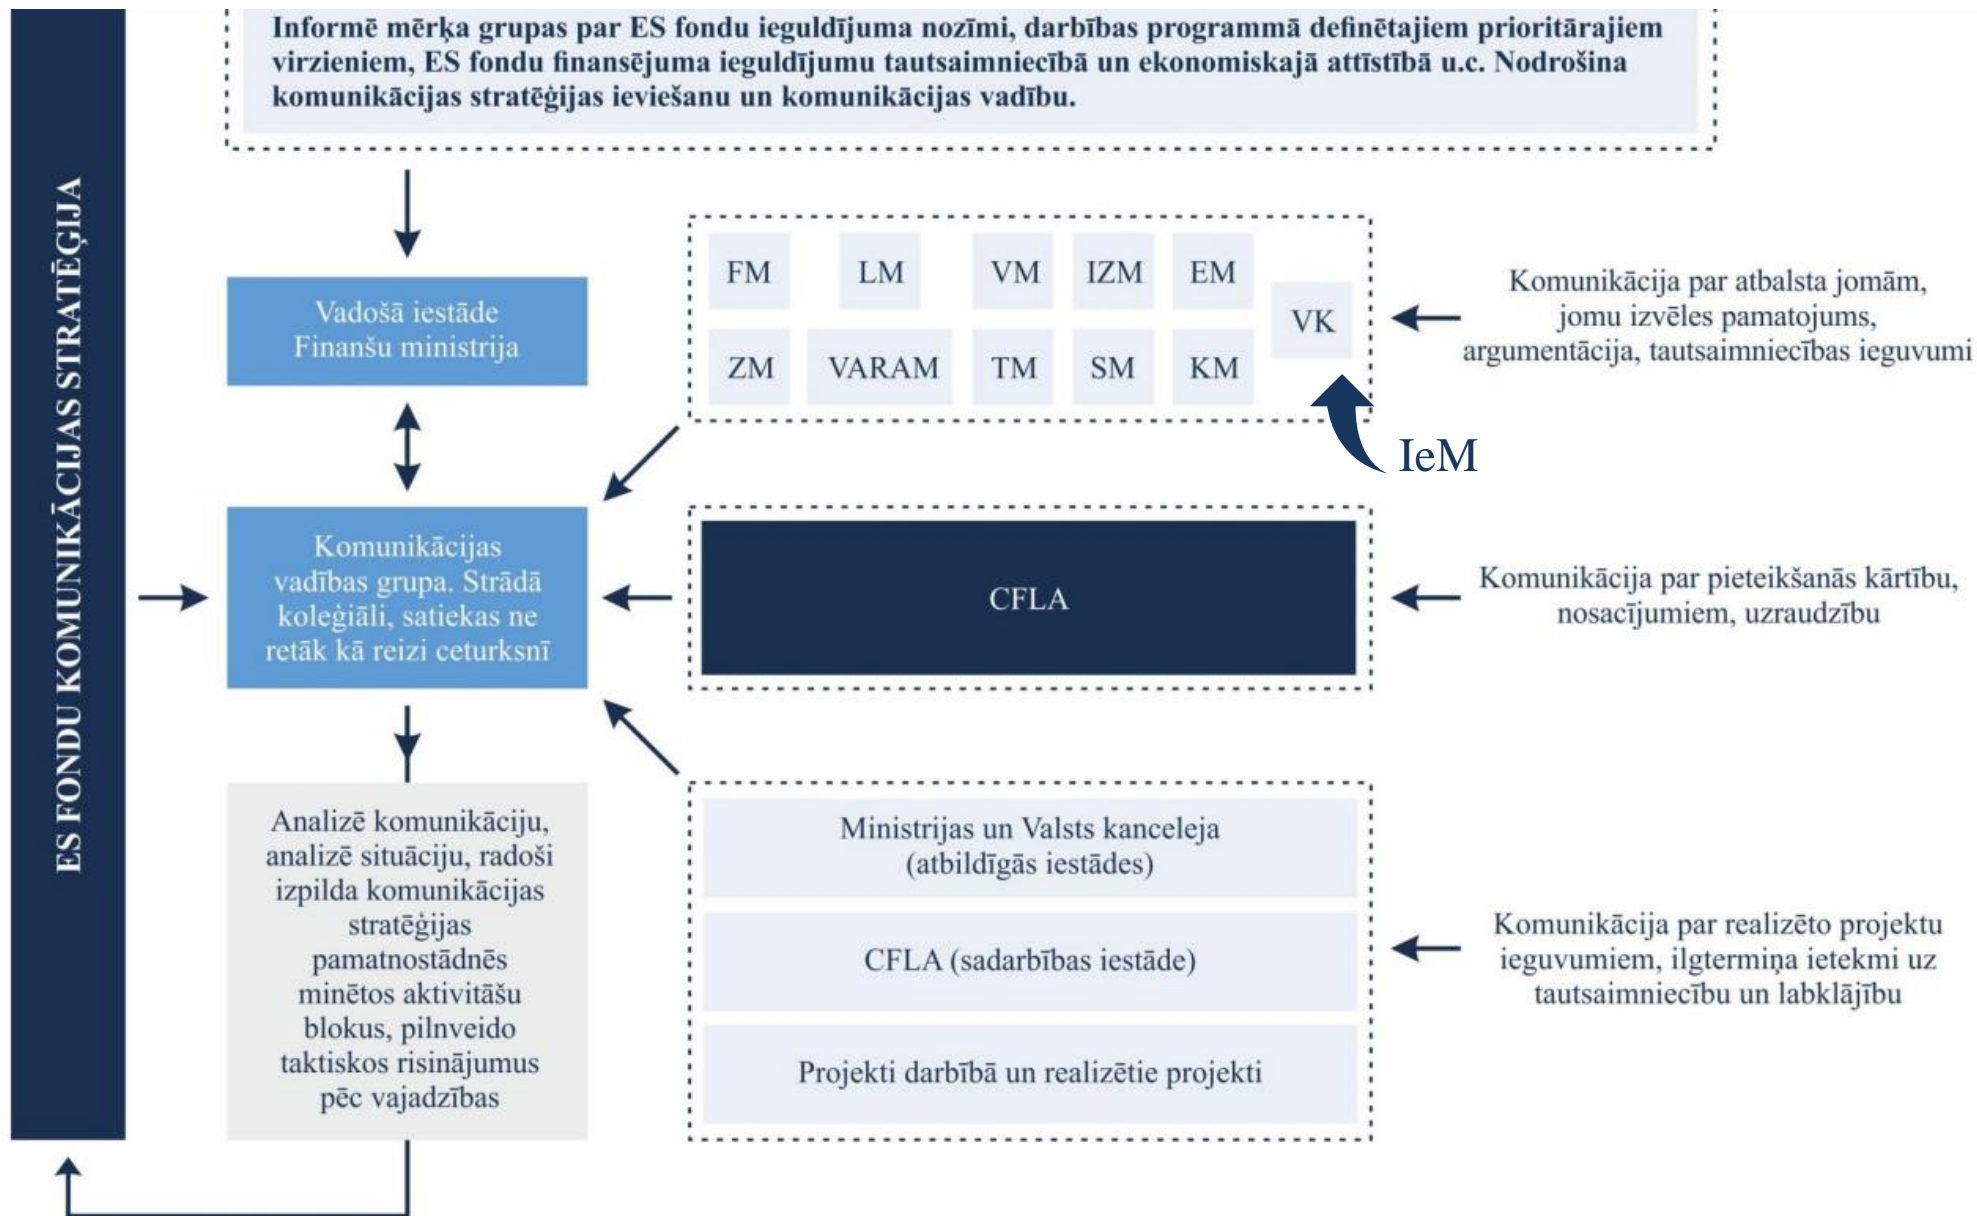 Informē mērķa grupas par ES fondu ieguldījuma nozīmi, darbības programmā definētajiem prioritārajiem
virzieniem, ES fondu finansējuma ieguldījumu tautsaimniecībā un ekonomiskajā attīstībā u.c. Nodrošina
komunikācijas stratēģijas ieviešanu un komunikācijas vadību.
ES FONDU KOMUNIKĀCIJAS STRATĒĢIJA
Vadošā iestāde
Finanšu ministrija
FM LM VM IZM EM
VK
ZM VARAM TM SM KM
IeM
Komunikācija par atbalsta jomām,
jomu izvēles pamatojums,
argumentācija, tautsaimniecības ieguvumi
Komunikācijas
vadības grupa. Strādā
koleģiāli, satiekas ne
retāk kā reizi ceturksnī
CFLA
Komunikācija par pieteikšanās kārtību,
nosacījumiem, uzraudzību
Analizē komunikāciju,
analizē situāciju, radoši
izpilda komunikācijas
stratēģijas
pamatnostādnēs
minētos aktivitāšu
blokus, pilnveido
taktiskos risinājumus
pēc vajadzības
Ministrijas un Valsts kanceleja
(atbildīgās iestādes)
CFLA (sadarbības iestāde)
Projekti darbībā un realizētie projekti
Komunikācija par realizēto projektu
ieguvumiem, ilgtermiņa ietekmi uz
tautsaimniecību un labklājību